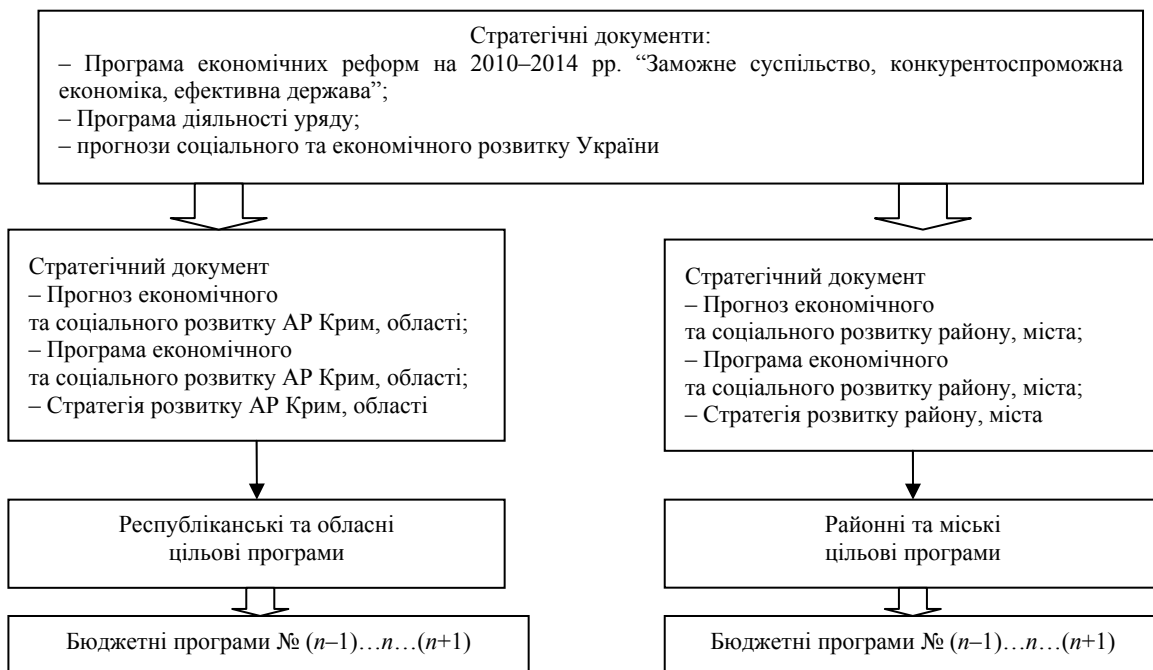 Стратегічні документи:
– Програма економічних реформ на 2010–2014 рр. “Заможне суспільство, конкурентоспроможна
економіка, ефективна держава”;
– Програма діяльності уряду;
– прогнози соціального та економічного розвитку України
Стратегічний документ
– Прогноз економічного
та соціального розвитку АР Крим, області;
– Програма економічного
та соціального розвитку АР Крим, області;
– Стратегія розвитку АР Крим, області
Стратегічний документ
– Прогноз економічного
та соціального розвитку району, міста;
– Програма економічного
та соціального розвитку району, міста;
– Стратегія розвитку району, міста
Республіканські та обласні
цільові програми
Районні та міські
цільові програми
Бюджетні програми № (n–1)…n…(n+1)
Бюджетні програми № (n–1)…n…(n+1)